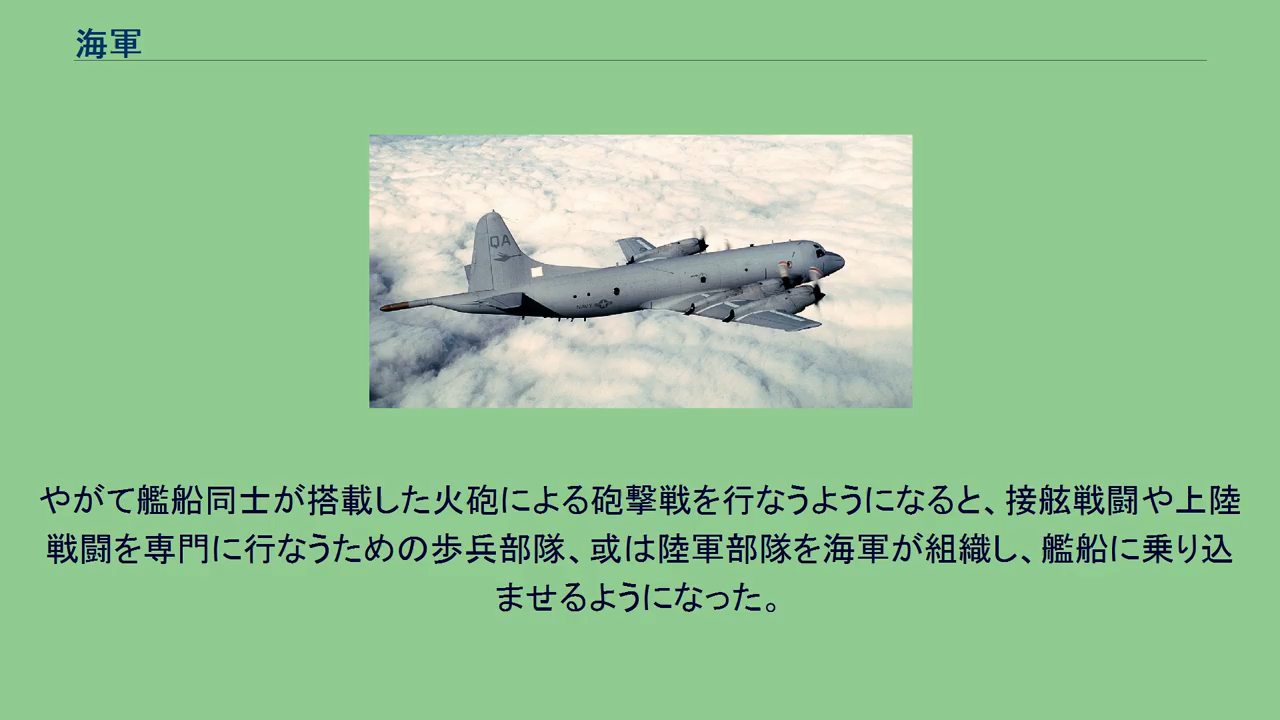 海軍
QA
NAVY
やがて艦船同士が搭載した火砲による砲撃戦を行なうようになると、接舷戦闘や上陸
戦闘を専門に行なうための歩兵部隊、或は陸軍部隊を海軍が組織し、艦船に乗り込
ませるようになった。